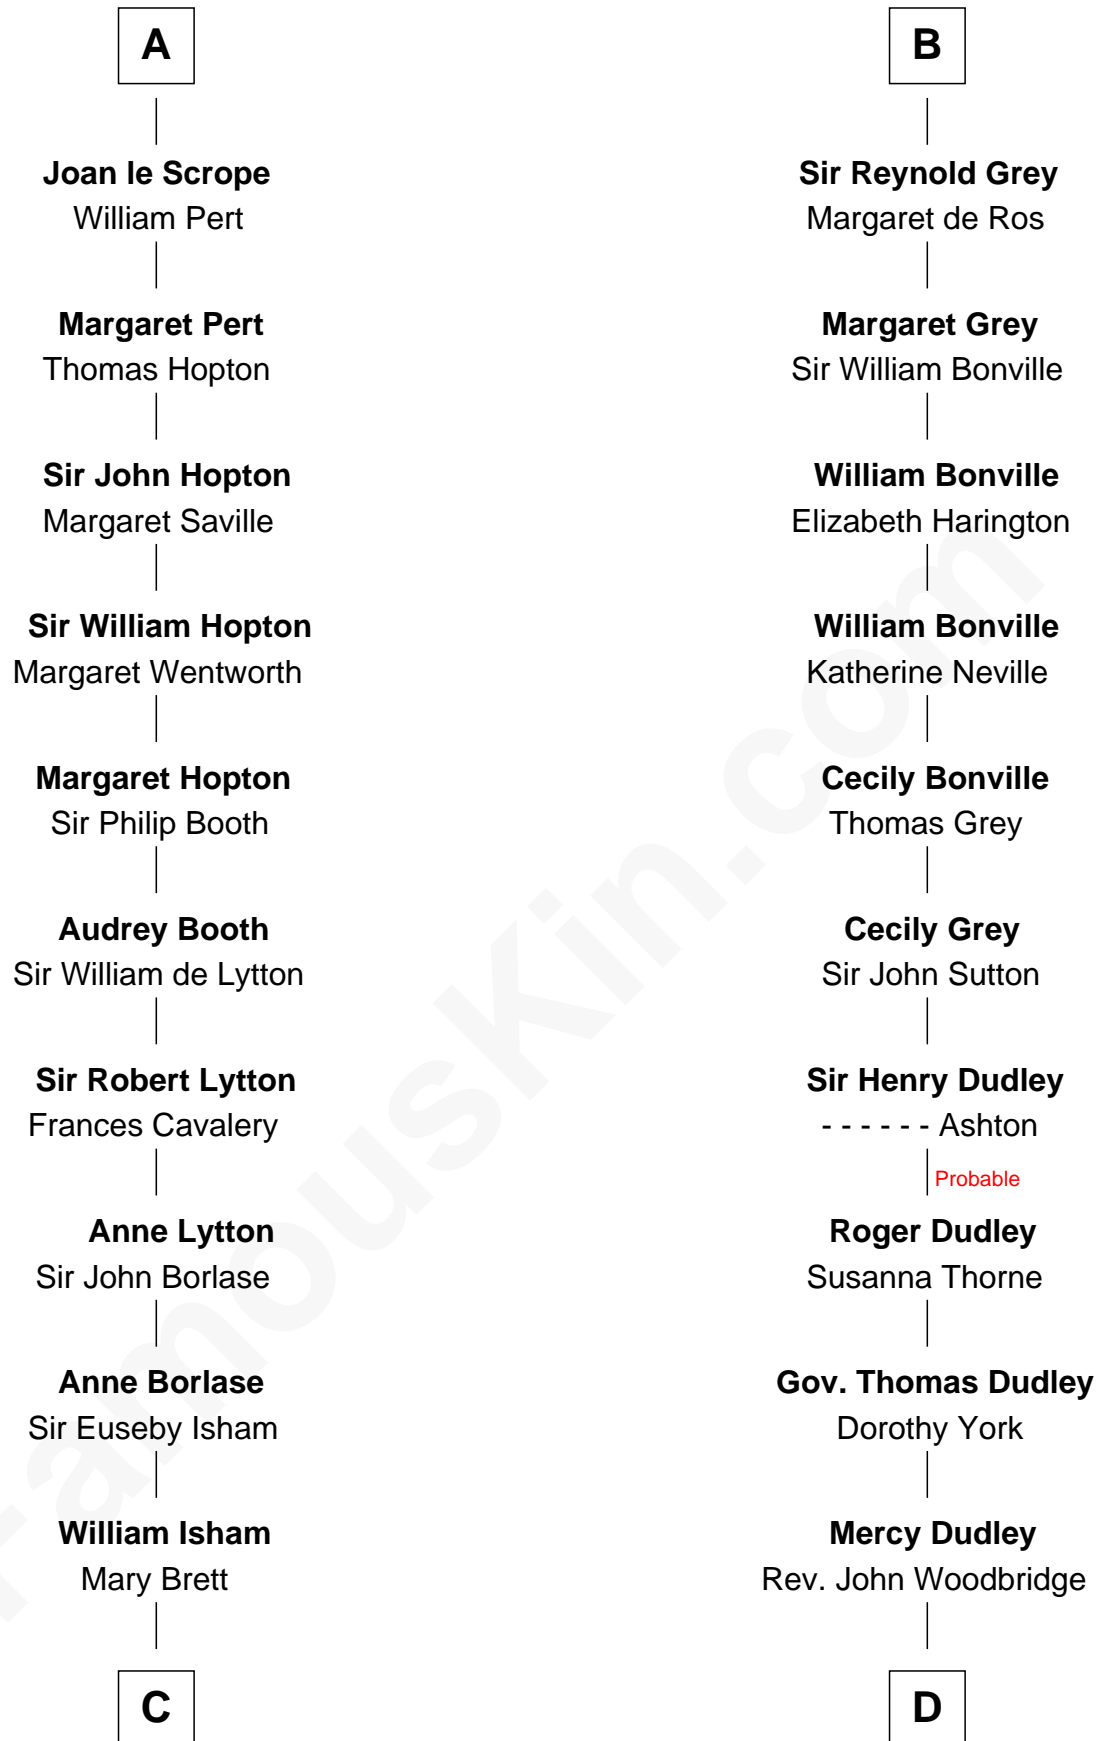 A
Joan le Scrope
William Pert
Margaret Pert
Thomas Hopton
Sir John Hopton
Margaret Saville
Sir William Hopton
Margaret Wentworth
Margaret Hopton
Sir Philip Booth
Audrey Booth
Sir William de Lytton
Sir Robert Lytton
Frances Cavalery
Anne Lytton
Sir John Borlase
Anne Borlase
Sir Euseby Isham
William Isham
Mary Brett
C
B
Sir Reynold Grey
Margaret de Ros
Margaret Grey
Sir William Bonville
William Bonville
Elizabeth Harington
William Bonville
Katherine Neville
Cecily Bonville
Thomas Grey
Cecily Grey
Sir John Sutton
Sir Henry Dudley
- - - - - - Ashton
Probable
Roger Dudley
Susanna Thorne
Gov. Thomas Dudley
Dorothy York
Mercy Dudley
Rev. John Woodbridge
D
FamousKin.com